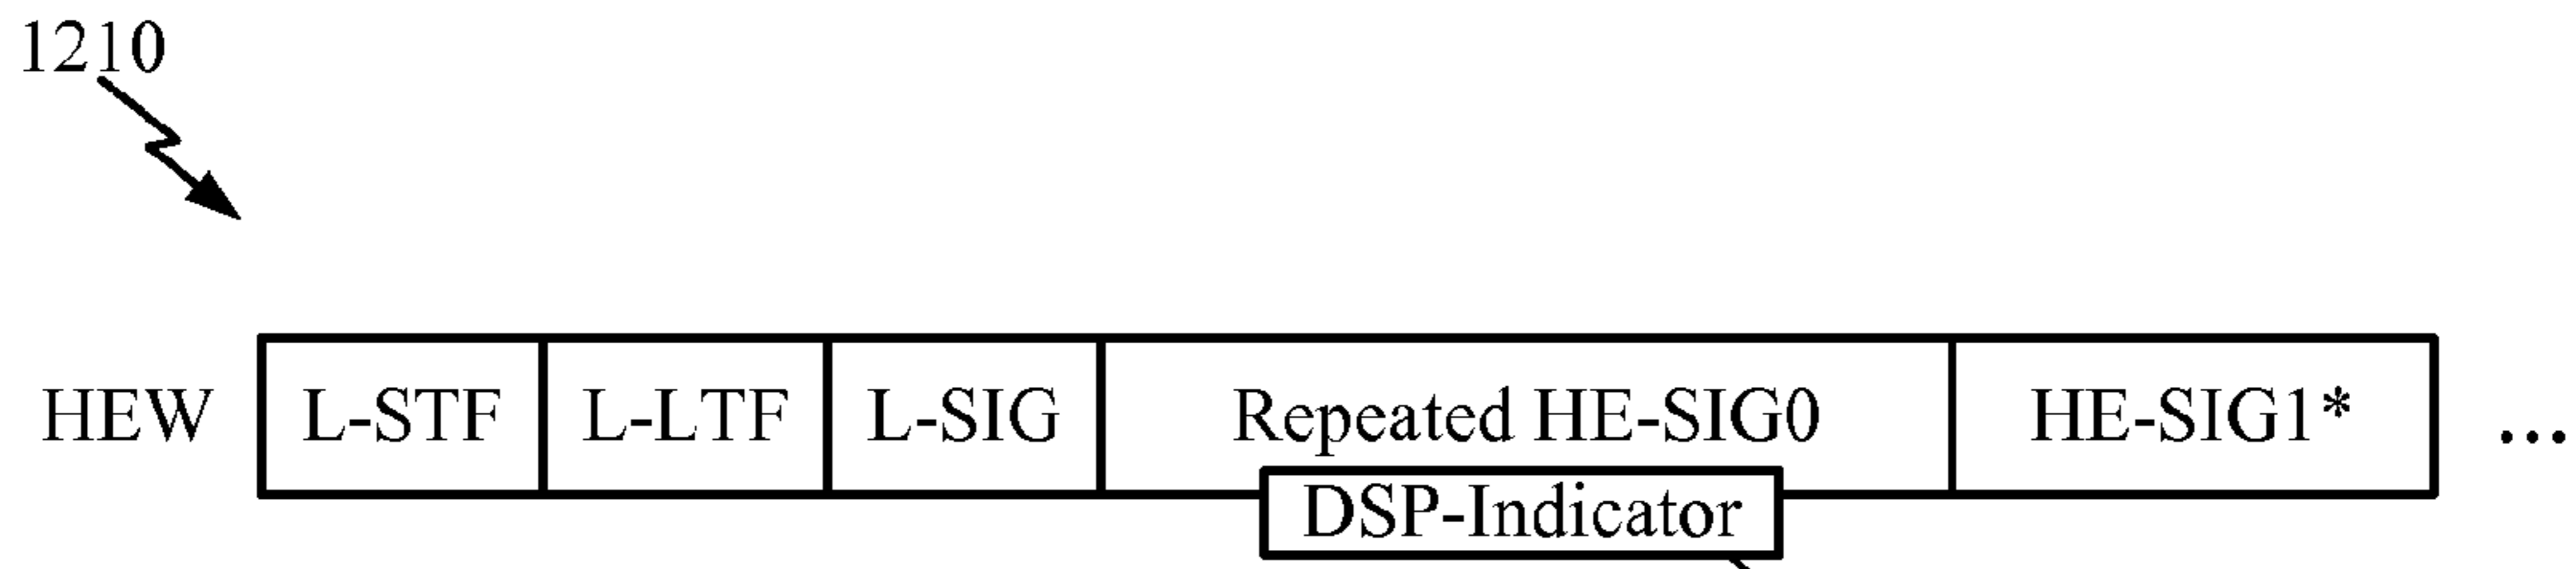 1210
HEW L-STF L-LTF L-SIG Repeated HE-SIG0 HE-SIG1* ...
DSP-Indicator